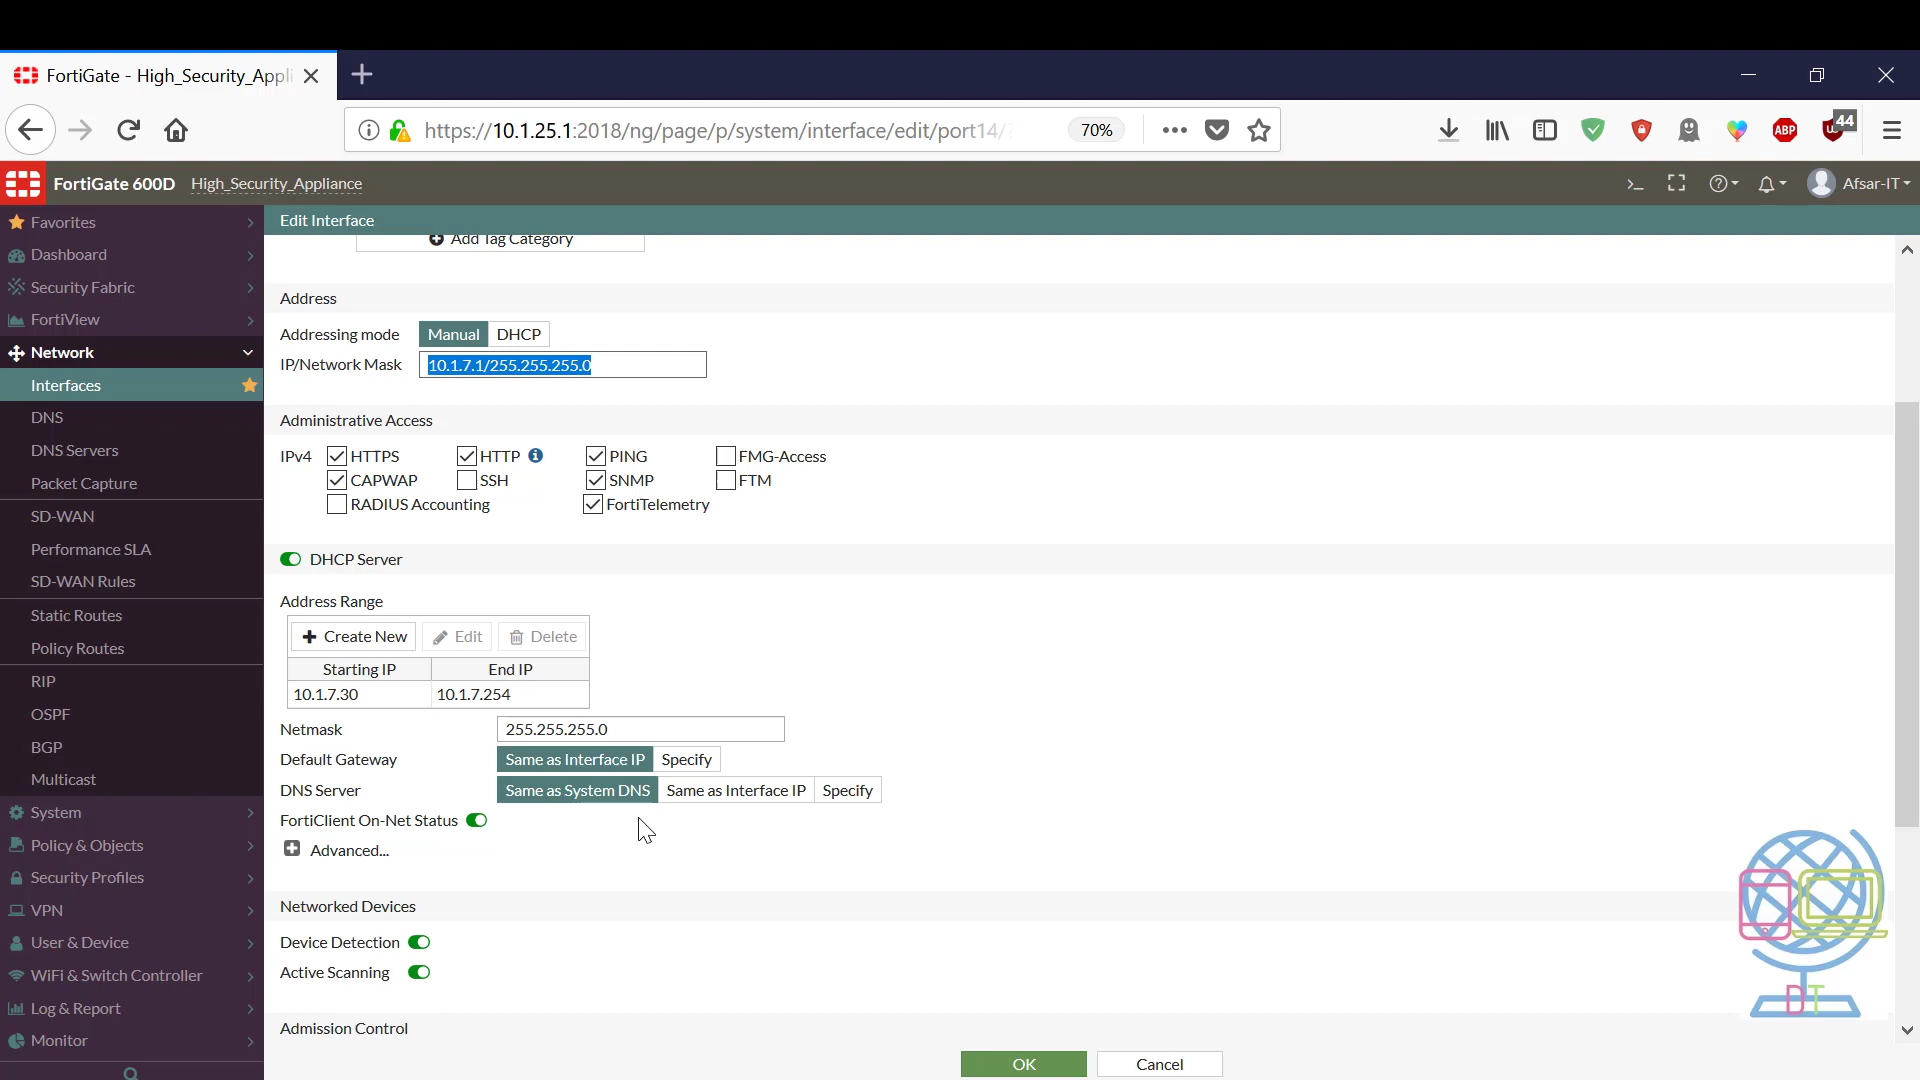 FortiGate - High_Security_Appli
44
https://10.1.25.1:2018/ng/page/p/system/interface/edit/port14/?
70%
ABP
FortiGate 600D High_Security_Appliance
Afsar-IT
Favorites
Dashboard
Security Fabric
FortiView
Network
Interfaces
DNS
DNS Servers
Packet Capture
SD-WAN
Performance SLA
SD-WAN Rules
Static Routes
Policy Routes
RIP
OSPF
BGP
Multicast
System
Policy & Objects
Security Profiles
VPN
User & Device
WiFi & Switch Controller
Log & Report
Monitor
Edit Interface
Add Tag Category
Address
Addressing mode Manual DHCP
IP/Network Mask 10.1.7.1/255.255.255.0
Administrative Access
IPv4 HTTPS HTTP PING FMG-Access
CAPWAP SSH SNMP FTM
RADIUS Accounting FortiTelemetry
DHCP Server
Address Range
Create New Edit Delete
Starting IP End IP
10.1.7.30 10.1.7.254
Netmask 255.255.255.0
Default Gateway Same as Interface IP Specify
DNS Server Same as System DNS Same as Interface IP Specify
FortiClient On-Net Status
Advanced...
Networked Devices
Device Detection
Active Scanning
Admission Control
OK Cancel
DT